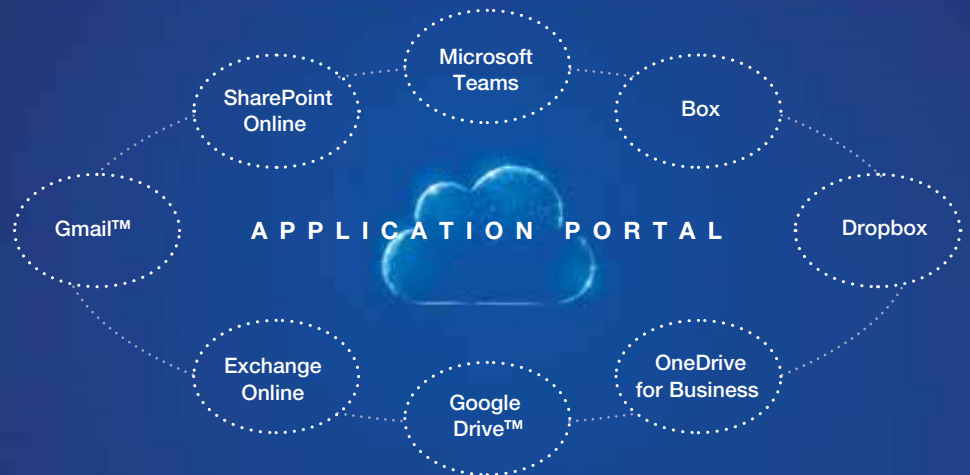 Microsoft
Teams
SharePoint
Online
Box
Gmail™
APPLICATION PORTAL
Dropbox
Exchange
Online
Google
Drive™
OneDrive
for Business